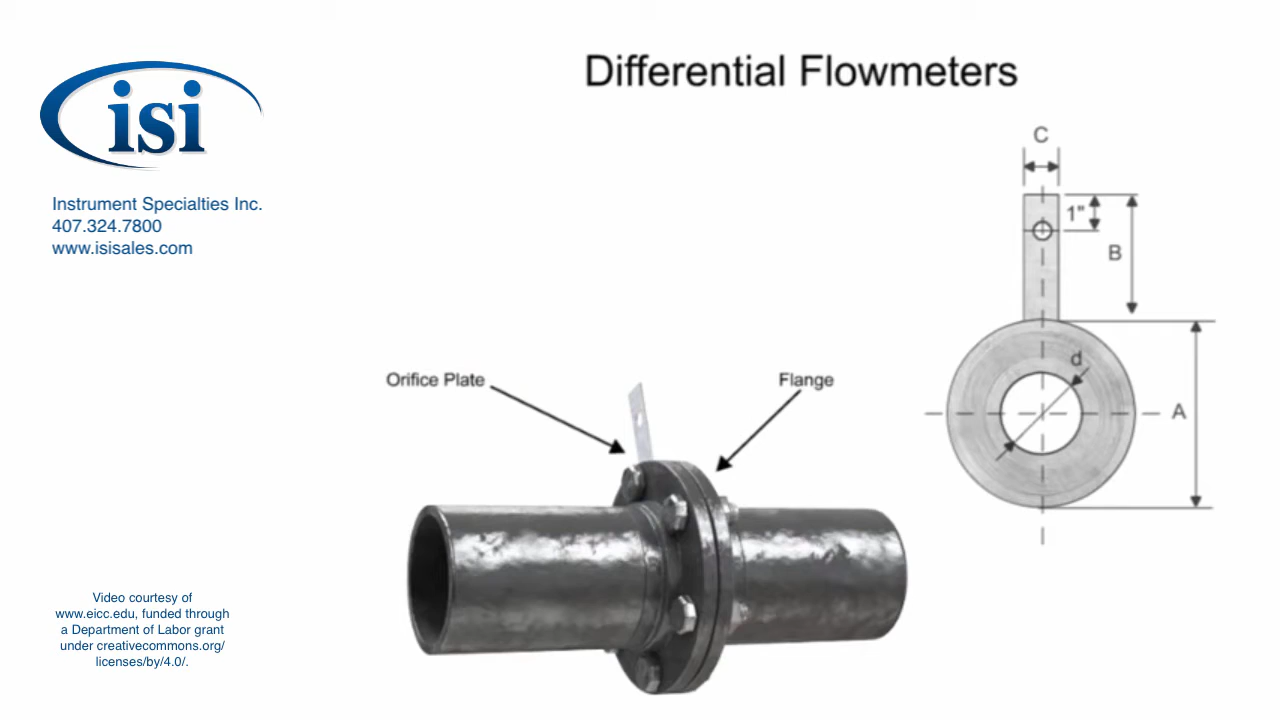 Differential Flowmeters
isi
Instrument Specialties Inc.
407.324.7800
www.isisales.com
C
1"
B
d
A
Orifice Plate
Flange
Video courtesy of
www.eicc.edu, funded through
a Department of Labor grant
under creativecommons.org/
licenses/by/4.0/.